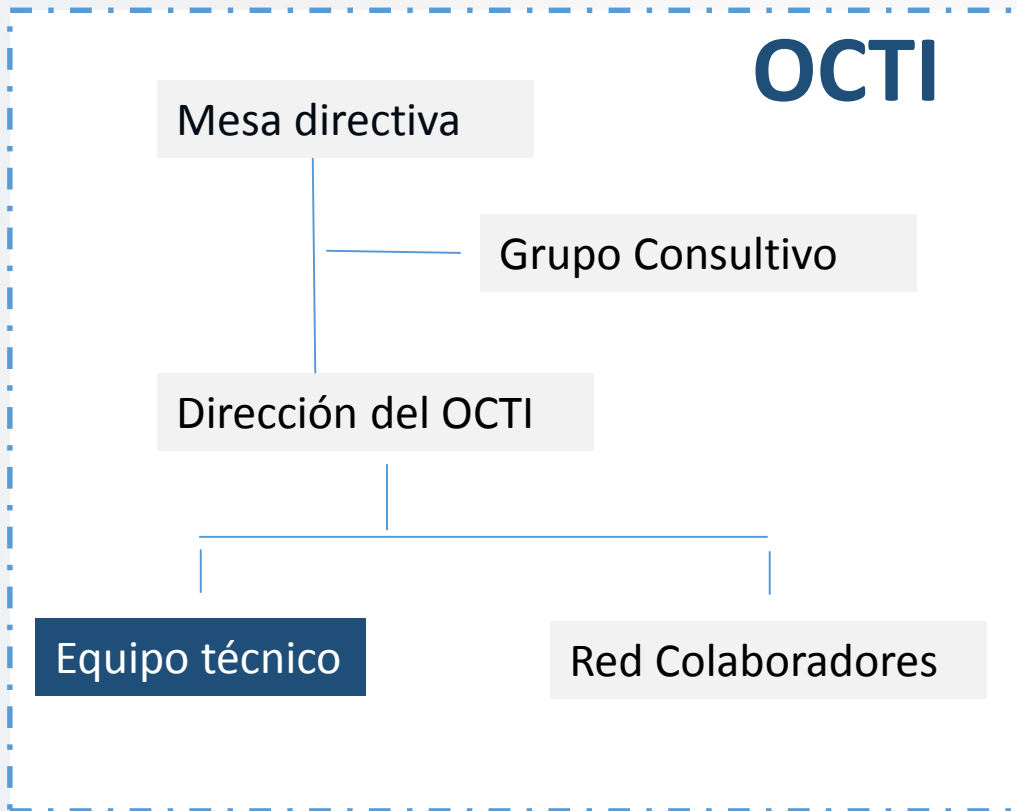 OCTI
Mesa directiva
Grupo Consultivo
Dirección del OCTI
Equipo técnico
Red Colaboradores